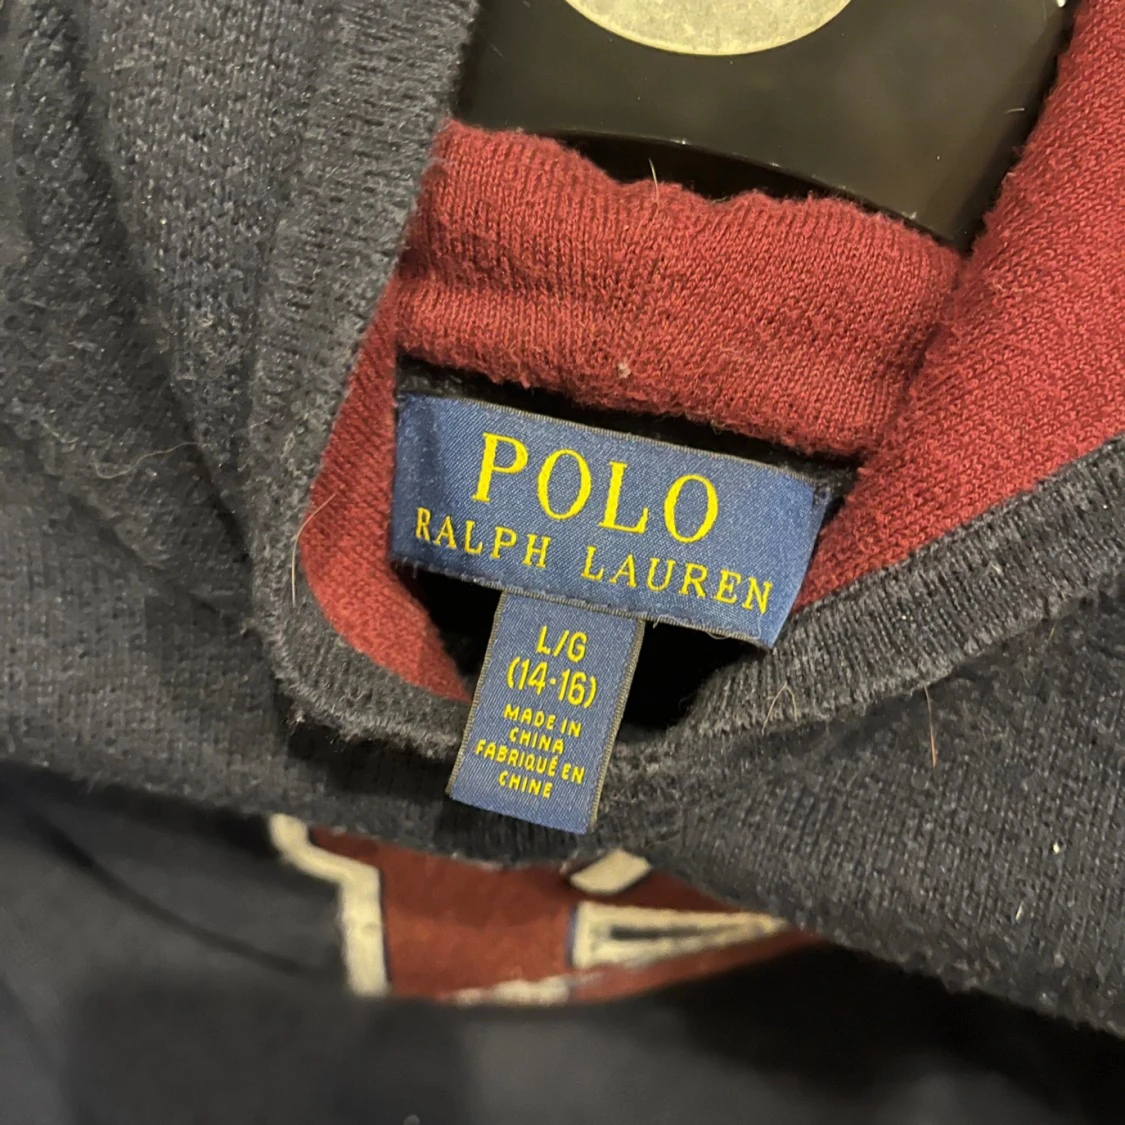 POLO
RALPH LAUREN
L/G
(14-16)
MADE IN
CHINA
FABRIQUÉ EN
CHINE